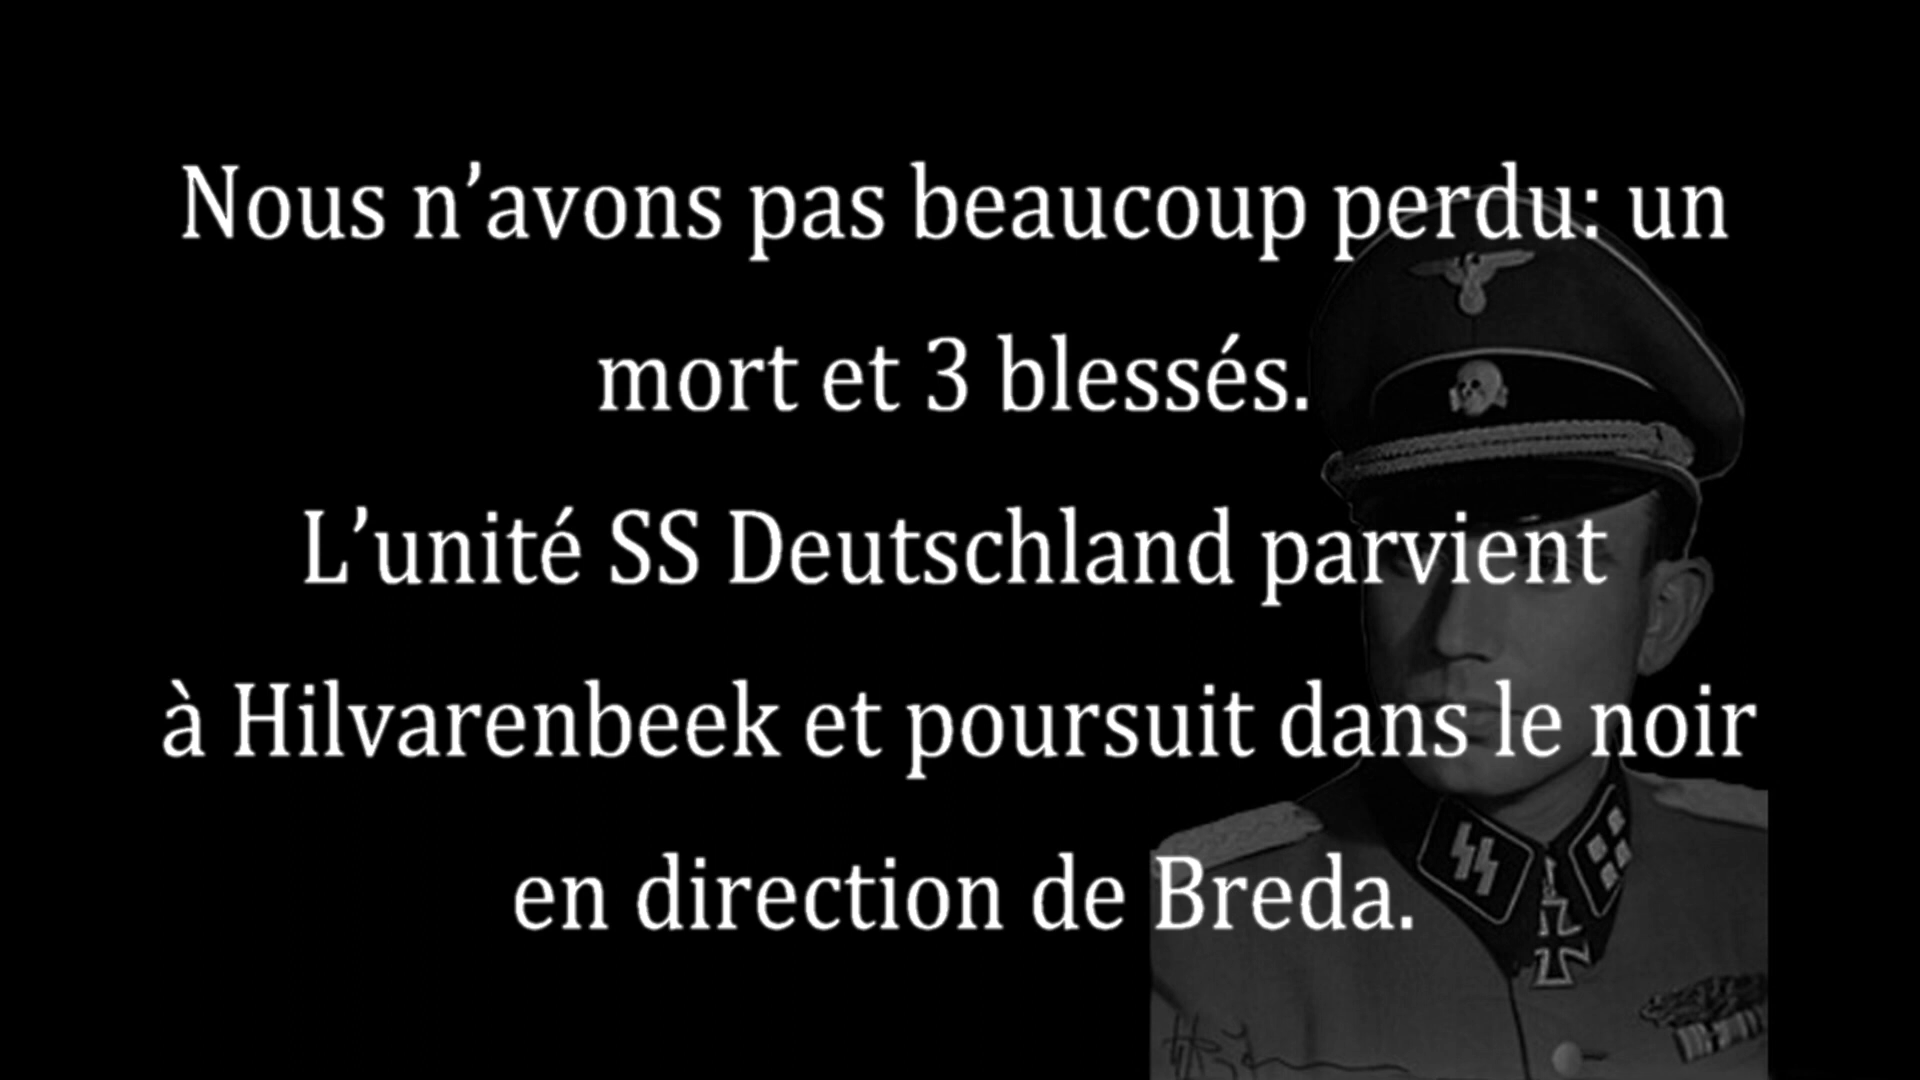 Nous n’avons pas beaucoup perdu: un
mort et 3 blessés.
L’unité SS Deutschland parvient
à Hilvarenbeek et poursuit dans le noir
en direction de Breda.